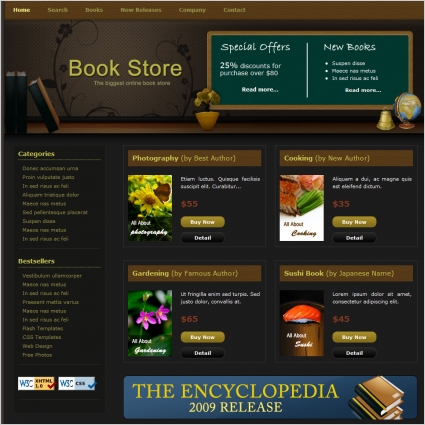 Home Search Books New Releases Company Contact
Book Store
The biggest online book store
Special Offers
25% discounts for
purchase over $80
Read more...
New Books
Suspen disse
Maece nas metus
In sed risus ac feli
Read more...
Categories
Donec accumsan urna
Proin vulputate justo
In sed risus ac feli
Aliquam tristique dolor
Maece nas metus
Sed pellentesque placerat
Suspen disse
Maece nas metus
In sed risus ac feli
Bestsellers
Vestibulum ullamcorper
Maece nas metus
In sed risus ac feli
Praesent mattis varius
Maece nas metus
In sed risus ac feli
Flash Templates
CSS Templates
Web Design
Free Photos
W3C XHTML 1.0
W3C CSS
Photography (by Best Author)
All About
photography
Etiam luctus. Quisque facilisis
suscipit elit. Curabitur...
$55
Buy Now
Detail
Cooking (by New Author)
All About
Cooking
Aliquam a dui, ac magna quis
est eleifend dictum.
$35
Buy Now
Detail
Gardening (by Famous Author)
All About
Gardening
Ut fringilla enim sed turpis. Sed
justo dolor, convallis at.
$65
Buy Now
Detail
Sushi Book (by Japanese Name)
All About
Sushi
Lorem ipsum dolor sit amet,
consectetur adipiscing elit.
$45
Buy Now
Detail
THE ENCYCLOPEDIA
2009 RELEASE